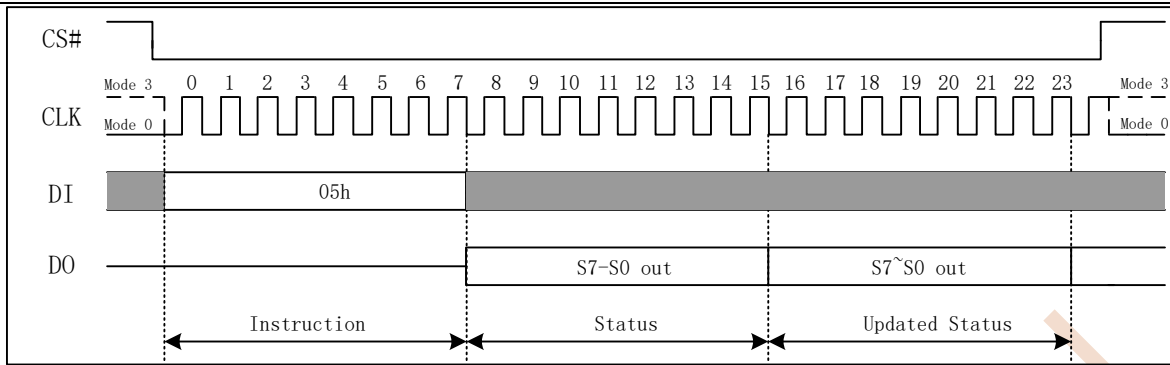 CS#
Mode 3 0 1 2 3 4 5 6 7 8 9 10 11 12 13 14 15 16 17 18 19 20 21 22 23 Mode 3
CLK
Mode 0 Mode 0
DI 05h
DO S7-S0 out S7~S0 out
Instruction Status Updated Status